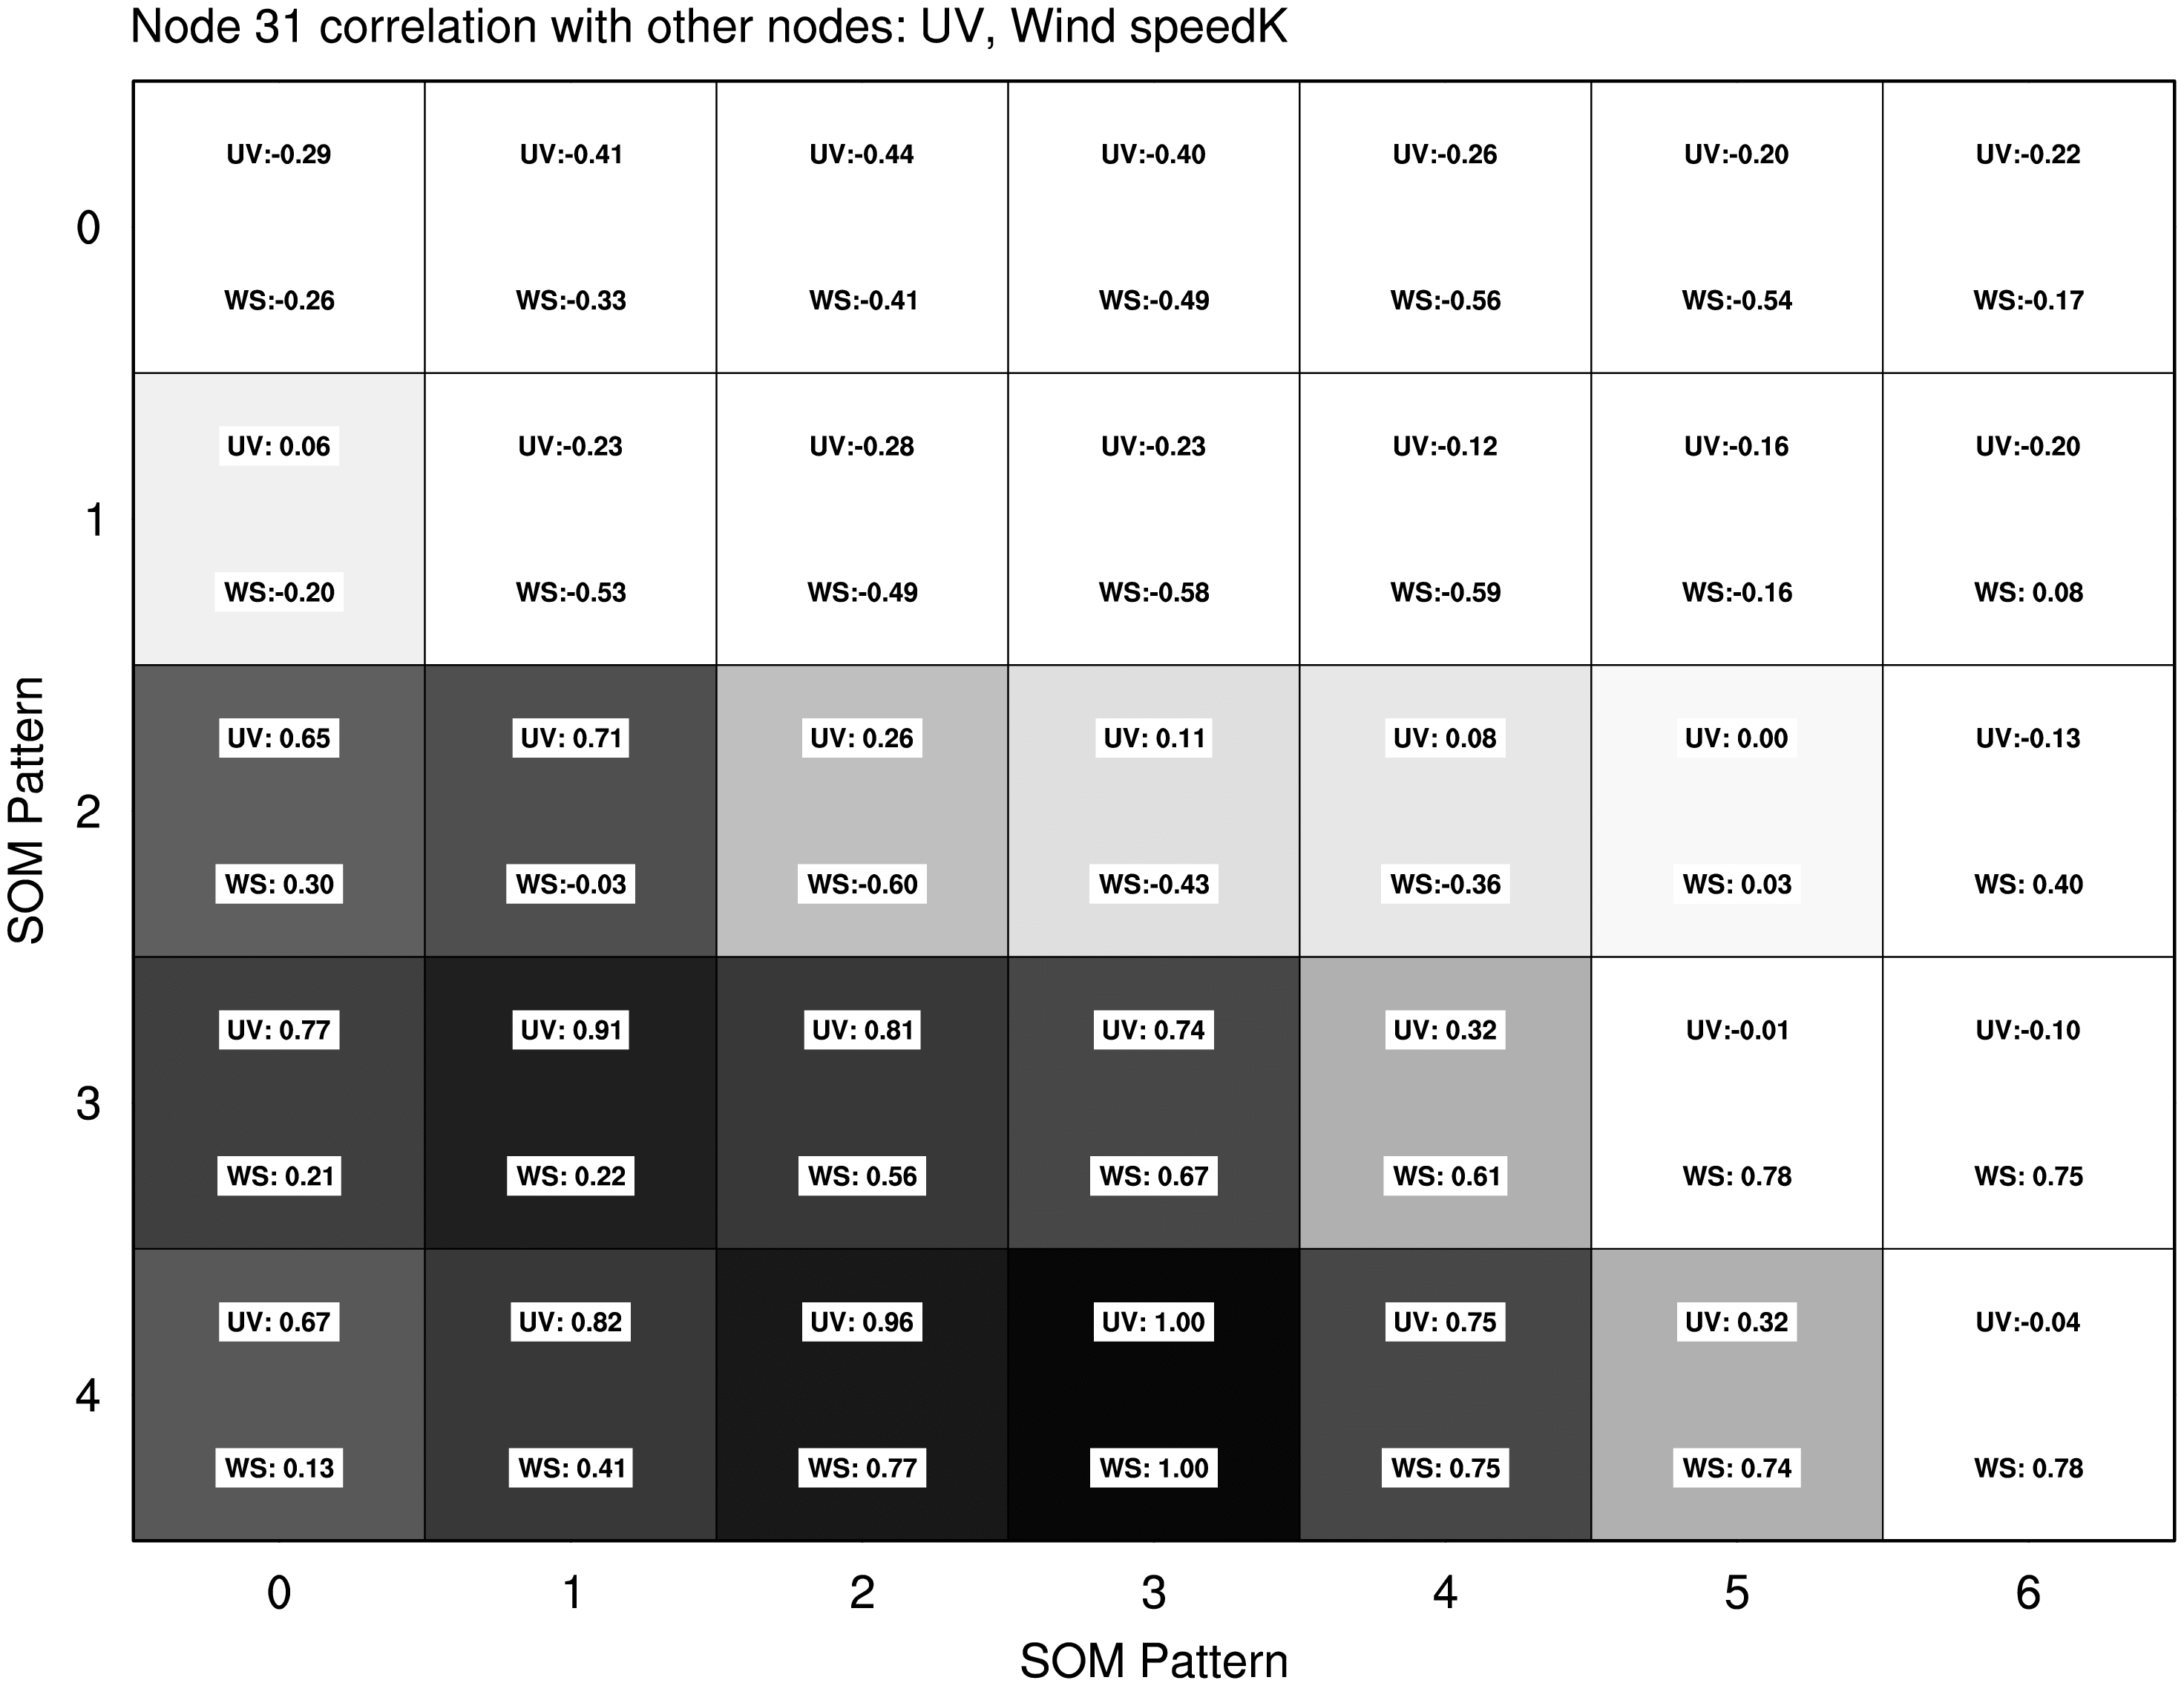 Node 31 correlation with other nodes: UV, Wind speedK
UV:-0.29 UV:-0.41 UV:-0.44 UV:-0.40 UV:-0.26 UV:-0.20 UV:-0.22
0
WS:-0.26 WS:-0.33 WS:-0.41 WS:-0.49 WS:-0.56 WS:-0.54 WS:-0.17
UV: 0.06 UV:-0.23 UV:-0.28 UV:-0.23 UV:-0.12 UV:-0.16 UV:-0.20
1
WS:-0.20 WS:-0.53 WS:-0.49 WS:-0.58 WS:-0.59 WS:-0.16 WS: 0.08
SOM Pattern
UV: 0.65 UV: 0.71 UV: 0.26 UV: 0.11 UV: 0.08 UV: 0.00 UV:-0.13
2
WS: 0.30 WS:-0.03 WS:-0.60 WS:-0.43 WS:-0.36 WS: 0.03 WS: 0.40
UV: 0.77 UV: 0.91 UV: 0.81 UV: 0.74 UV: 0.32 UV:-0.01 UV:-0.10
3
WS: 0.21 WS: 0.22 WS: 0.56 WS: 0.67 WS: 0.61 WS: 0.78 WS: 0.75
UV: 0.67 UV: 0.82 UV: 0.96 UV: 1.00 UV: 0.75 UV: 0.32 UV:-0.04
4
WS: 0.13 WS: 0.41 WS: 0.77 WS: 1.00 WS: 0.75 WS: 0.74 WS: 0.78
0 1 2 3 4 5 6
SOM Pattern